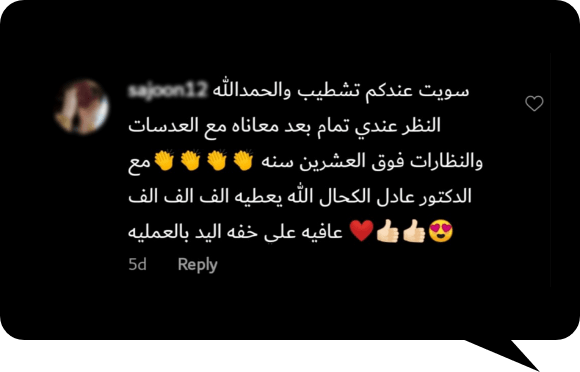 sajoon12 سويت عندكم تشطيب والحمدالله
النظر عندي تمام بعد معاناه مع العدسات
والنظارات فوق العشرين سنه 👏👏👏👏 مع
الدكتور عادل الكحال الله يعطيه الف الف الف
عافيه على خفه اليد بالعمليه ❤️👍🏻👍🏻😍
5d Reply